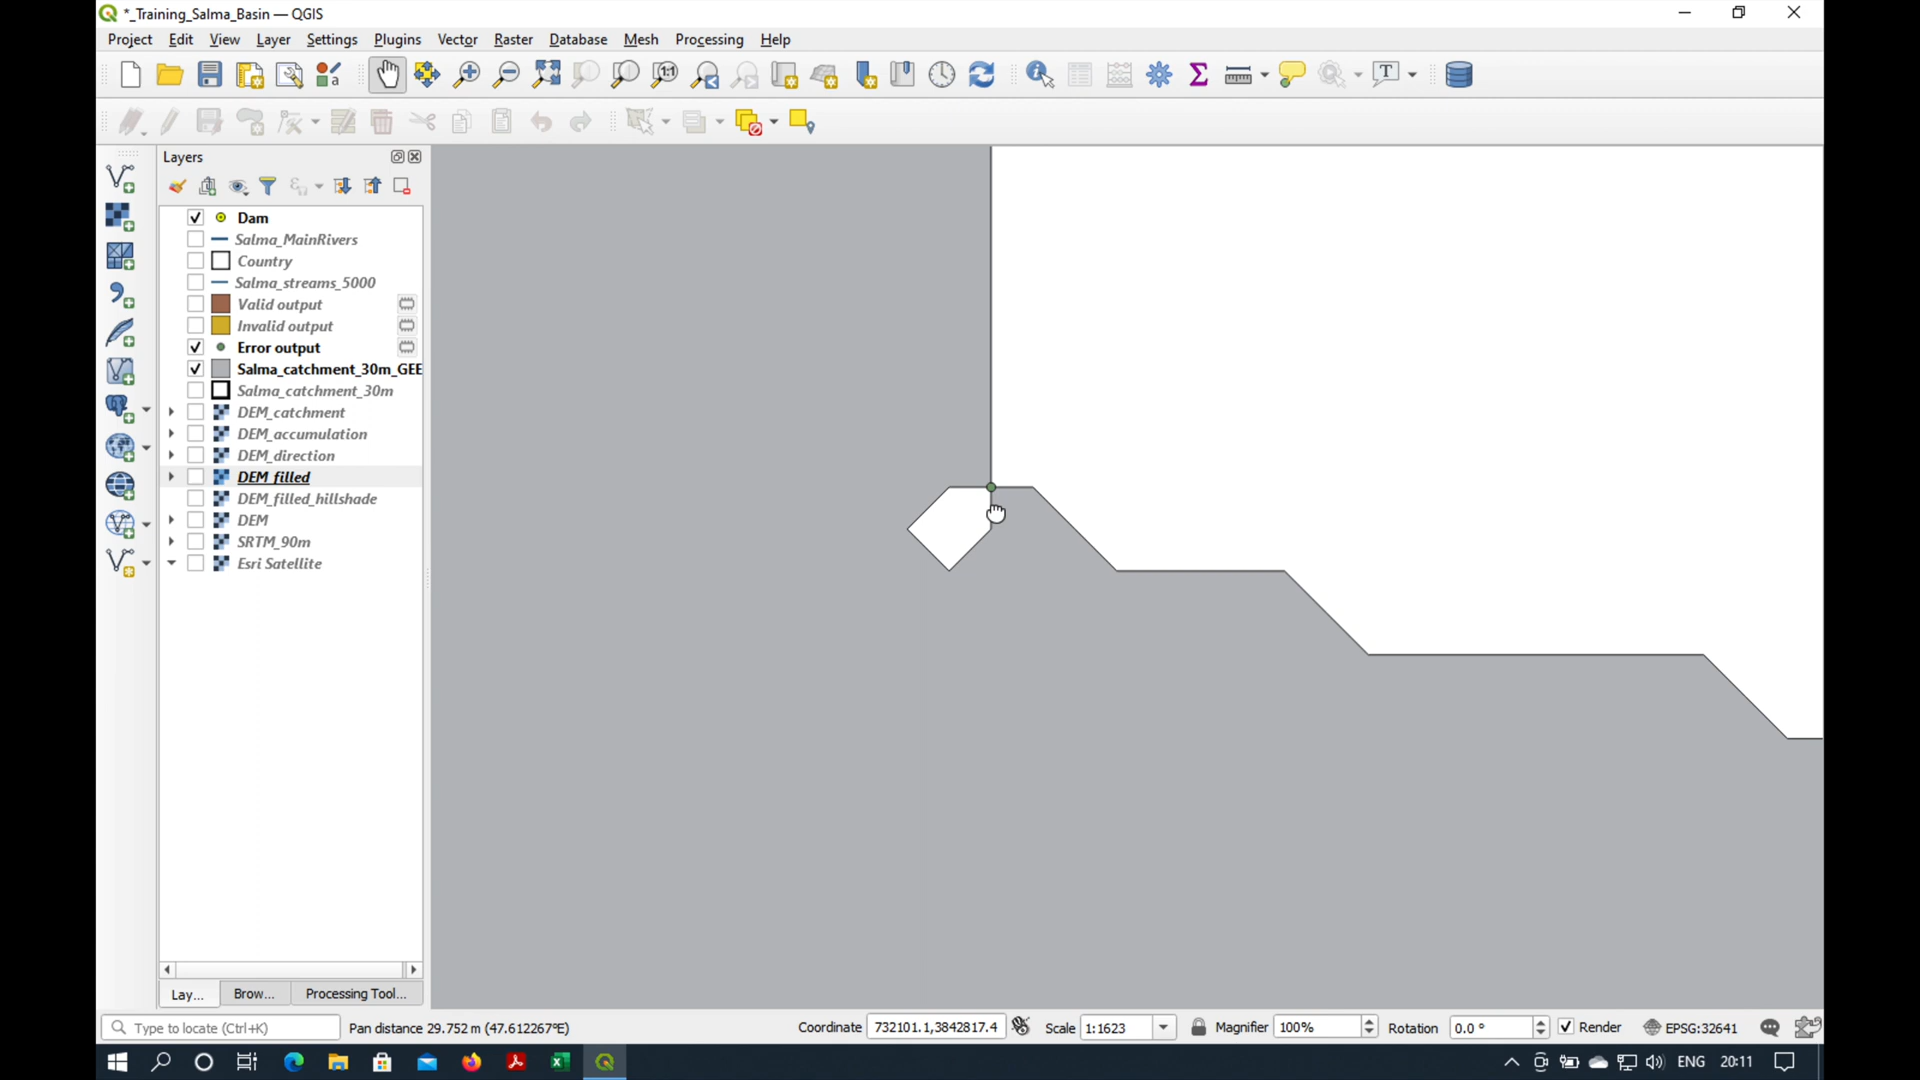 *_Training_Salma_Basin — QGIS
Project Edit View Layer Settings Plugins Vector Raster Database Mesh Processing Help
1:1
a
T
Layers
Dam
Salma_MainRivers
Country
Salma_streams_5000
Valid output
Invalid output
Error output
Salma_catchment_30m_GEE
Salma_catchment_30m
DEM_catchment
DEM_accumulation
DEM_direction
DEM_filled
DEM_filled_hillshade
DEM
SRTM_90m
Esri Satellite
Lay... Brow... Processing Tool...
Type to locate (Ctrl+K) Pan distance 29.752 m (47.612267°E) Coordinate 732101.1,3842817.4 Scale 1:1623 Magnifier 100% Rotation 0.0 ° Render EPSG:32641
ENG 20:11